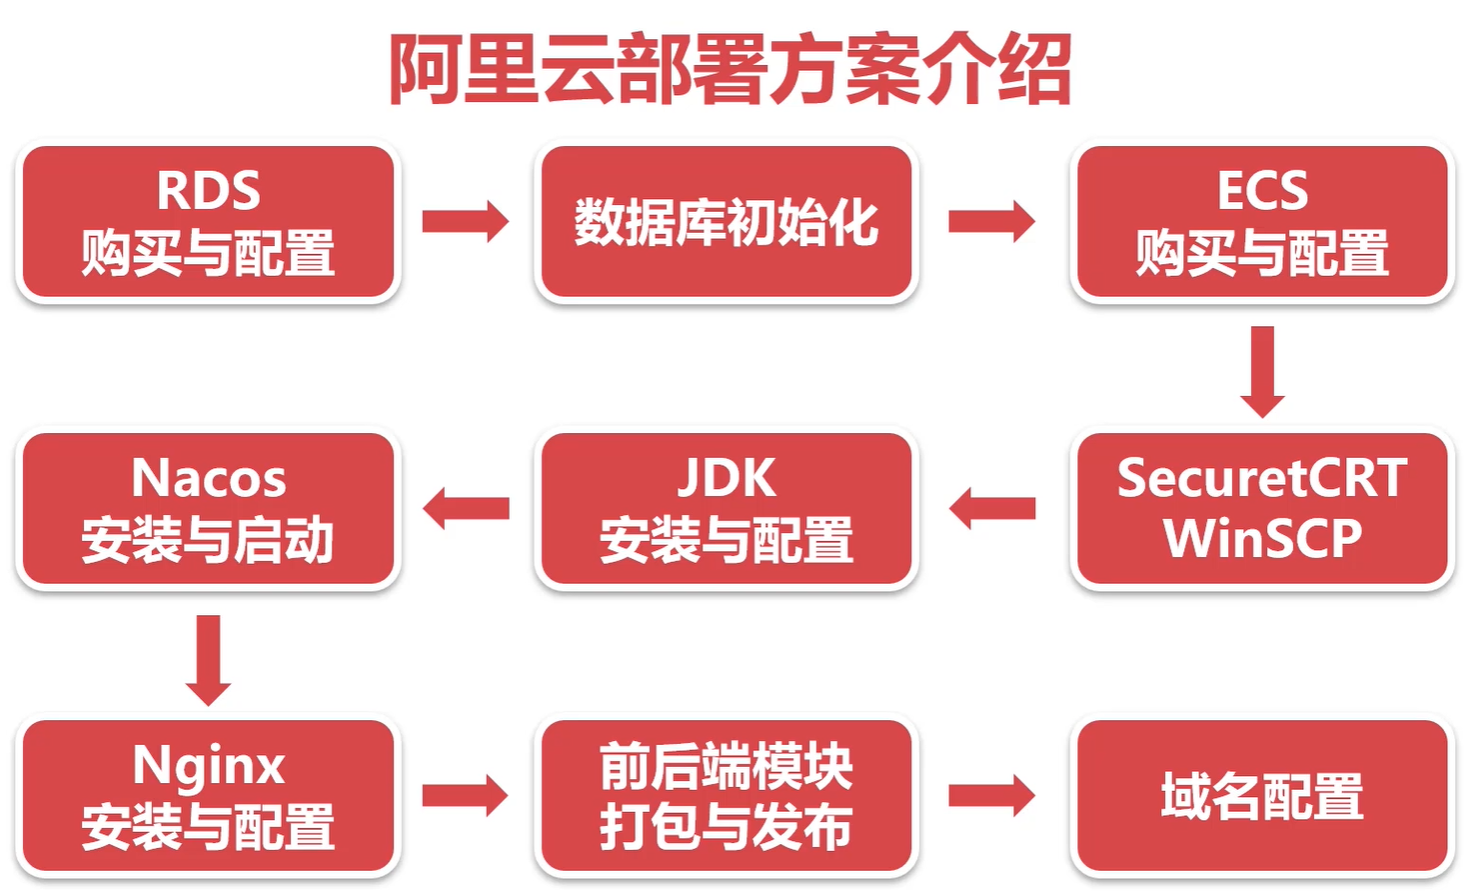 阿里云部署方案介绍
RDS
购买与配置
数据库初始化
ECS
购买与配置
SecuretCRT
WinSCP
JDK
安装与配置
Nacos
安装与启动
Nginx
安装与配置
前后端模块
打包与发布
域名配置